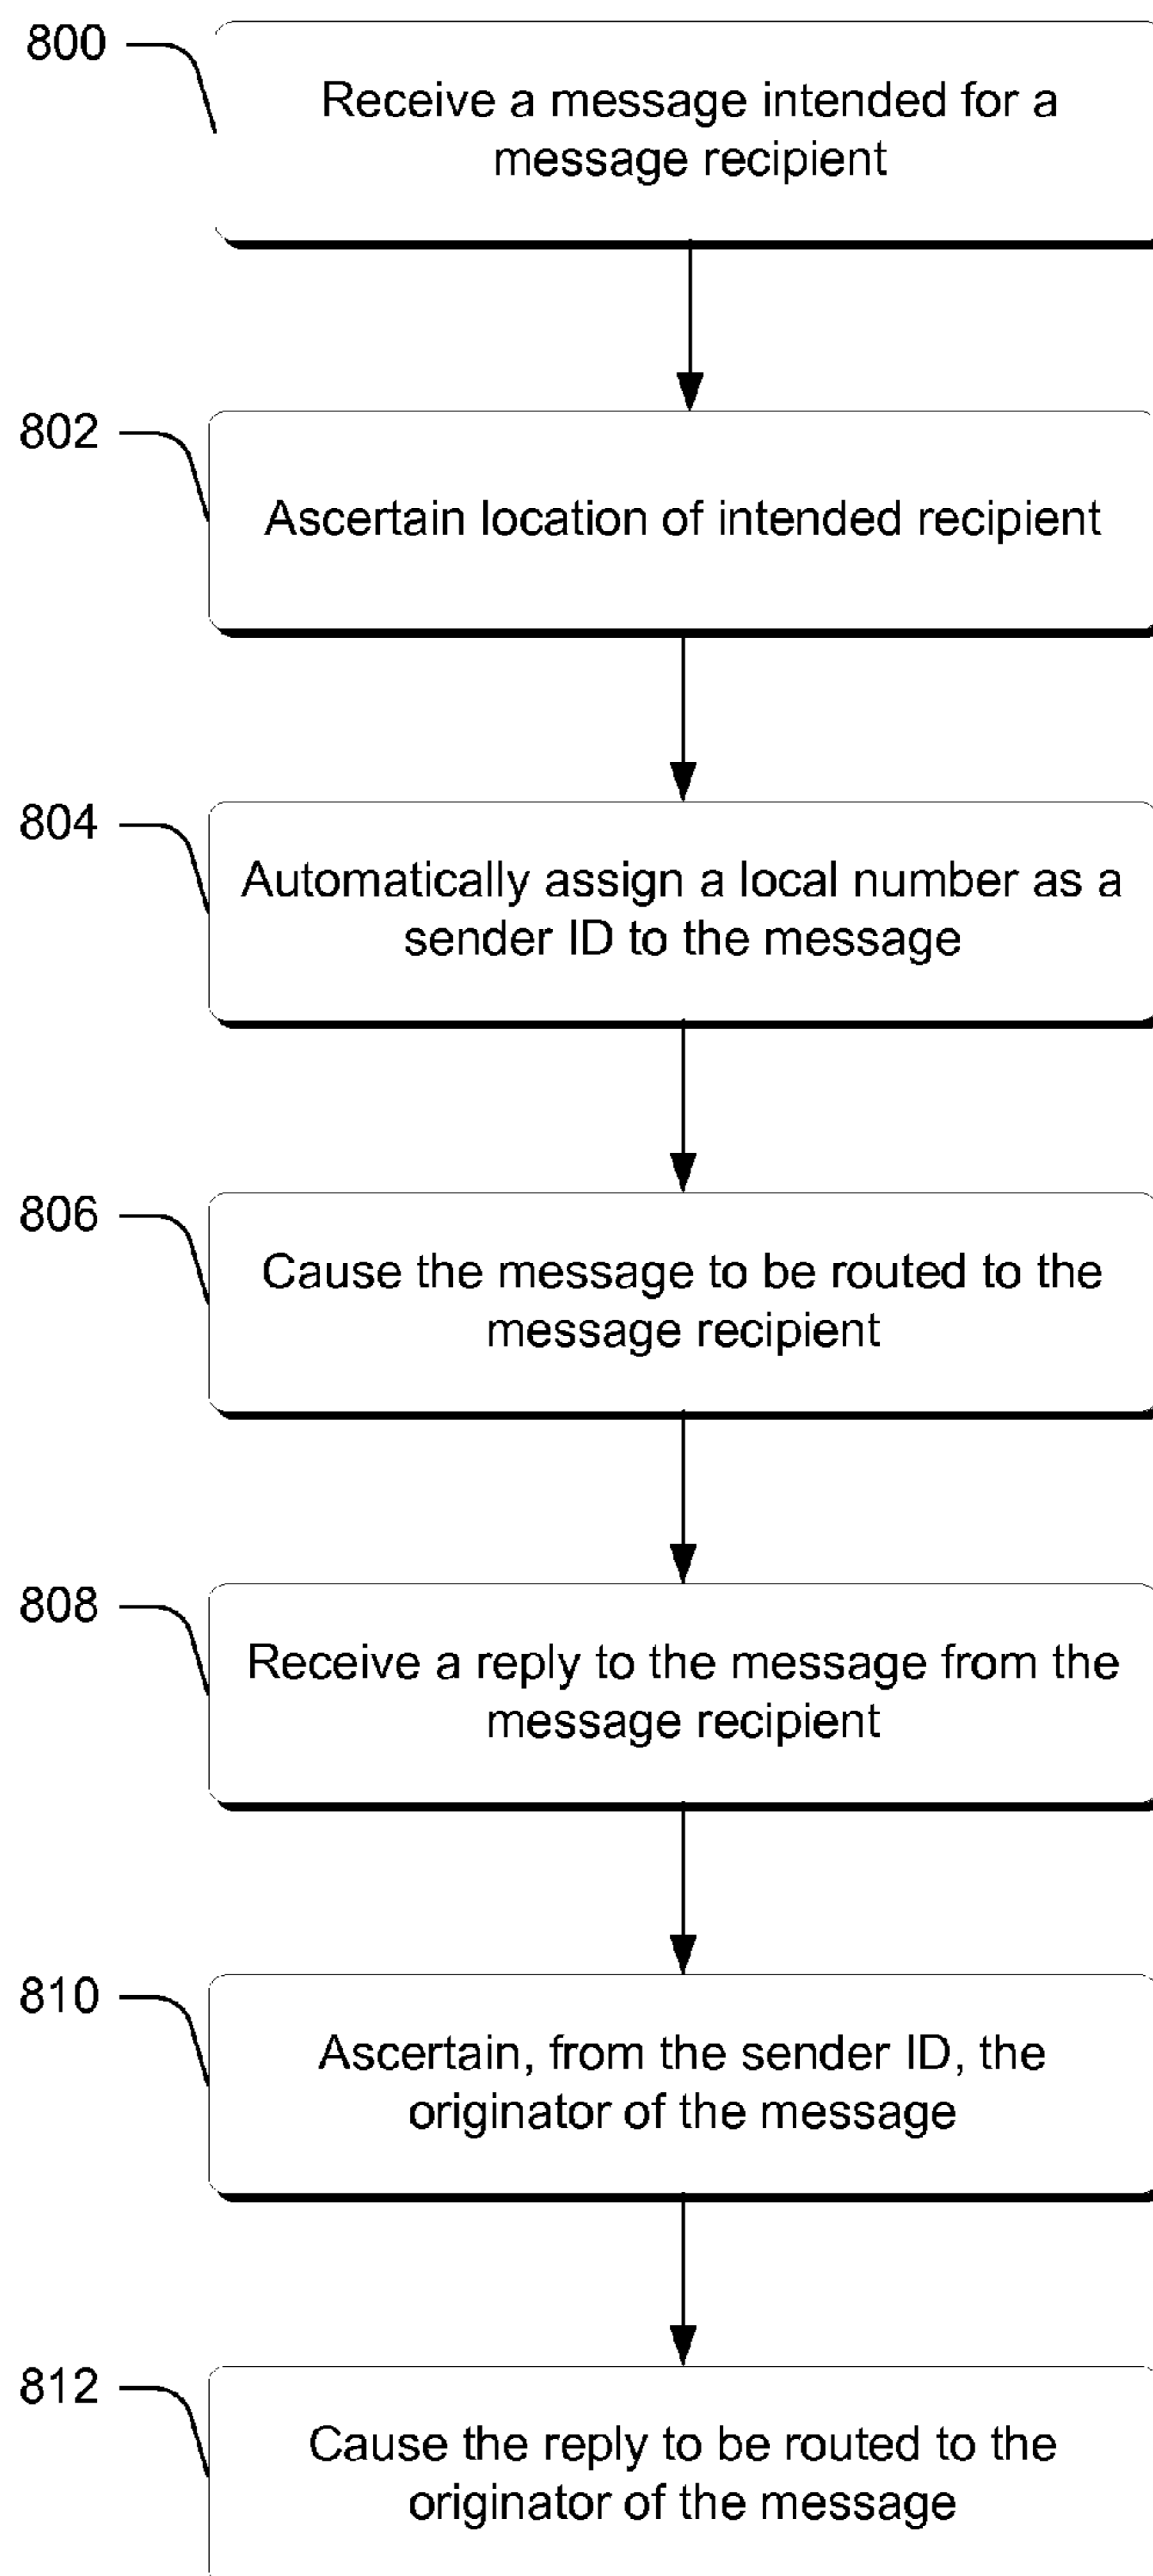 800
Receive a message intended for a
message recipient
802
Ascertain location of intended recipient
804
Automatically assign a local number as a
sender ID to the message
806
Cause the message to be routed to the
message recipient
808
Receive a reply to the message from the
message recipient
810
Ascertain, from the sender ID, the
originator of the message
812
Cause the reply to be routed to the
originator of the message